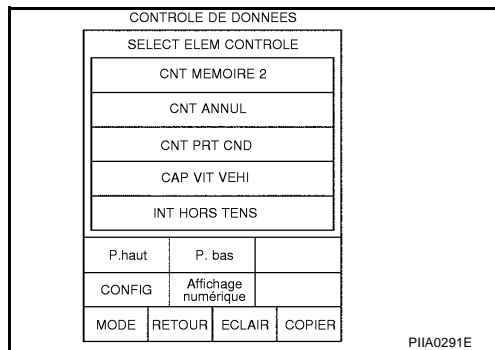 CONTROLE DE DONNEES
SELECT ELEM CONTROLE
CNT MEMOIRE 2
CNT ANNUL
CNT PRT CND
CAP VIT VEHI
INT HORS TENS
P.haut P. bas
CONFIG Affichage numérique
MODE RETOUR ECLAIR COPIER
PIIA0291E